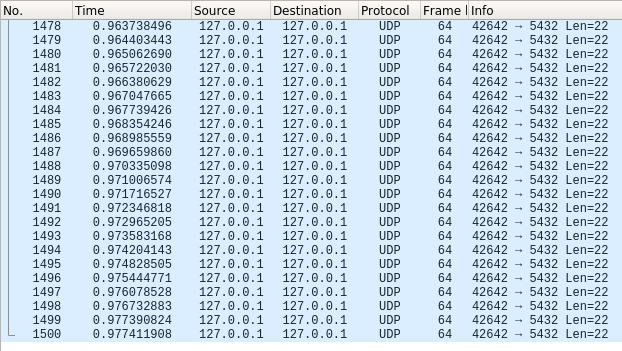 No. Time Source Destination Protocol Frame l Info
1478 0.963738496 127.0.0.1 127.0.0.1 UDP 64 42642 → 5432 Len=22
1479 0.964403443 127.0.0.1 127.0.0.1 UDP 64 42642 → 5432 Len=22
1480 0.965062690 127.0.0.1 127.0.0.1 UDP 64 42642 → 5432 Len=22
1481 0.965722030 127.0.0.1 127.0.0.1 UDP 64 42642 → 5432 Len=22
1482 0.966380629 127.0.0.1 127.0.0.1 UDP 64 42642 → 5432 Len=22
1483 0.967047665 127.0.0.1 127.0.0.1 UDP 64 42642 → 5432 Len=22
1484 0.967739426 127.0.0.1 127.0.0.1 UDP 64 42642 → 5432 Len=22
1485 0.968354246 127.0.0.1 127.0.0.1 UDP 64 42642 → 5432 Len=22
1486 0.968985559 127.0.0.1 127.0.0.1 UDP 64 42642 → 5432 Len=22
1487 0.969659860 127.0.0.1 127.0.0.1 UDP 64 42642 → 5432 Len=22
1488 0.970335098 127.0.0.1 127.0.0.1 UDP 64 42642 → 5432 Len=22
1489 0.971006574 127.0.0.1 127.0.0.1 UDP 64 42642 → 5432 Len=22
1490 0.971716527 127.0.0.1 127.0.0.1 UDP 64 42642 → 5432 Len=22
1491 0.972346818 127.0.0.1 127.0.0.1 UDP 64 42642 → 5432 Len=22
1492 0.972965205 127.0.0.1 127.0.0.1 UDP 64 42642 → 5432 Len=22
1493 0.973583168 127.0.0.1 127.0.0.1 UDP 64 42642 → 5432 Len=22
1494 0.974204143 127.0.0.1 127.0.0.1 UDP 64 42642 → 5432 Len=22
1495 0.974828505 127.0.0.1 127.0.0.1 UDP 64 42642 → 5432 Len=22
1496 0.975444771 127.0.0.1 127.0.0.1 UDP 64 42642 → 5432 Len=22
1497 0.976078528 127.0.0.1 127.0.0.1 UDP 64 42642 → 5432 Len=22
1498 0.976732883 127.0.0.1 127.0.0.1 UDP 64 42642 → 5432 Len=22
1499 0.977390824 127.0.0.1 127.0.0.1 UDP 64 42642 → 5432 Len=22
1500 0.977411908 127.0.0.1 127.0.0.1 UDP 64 42642 → 5432 Len=22